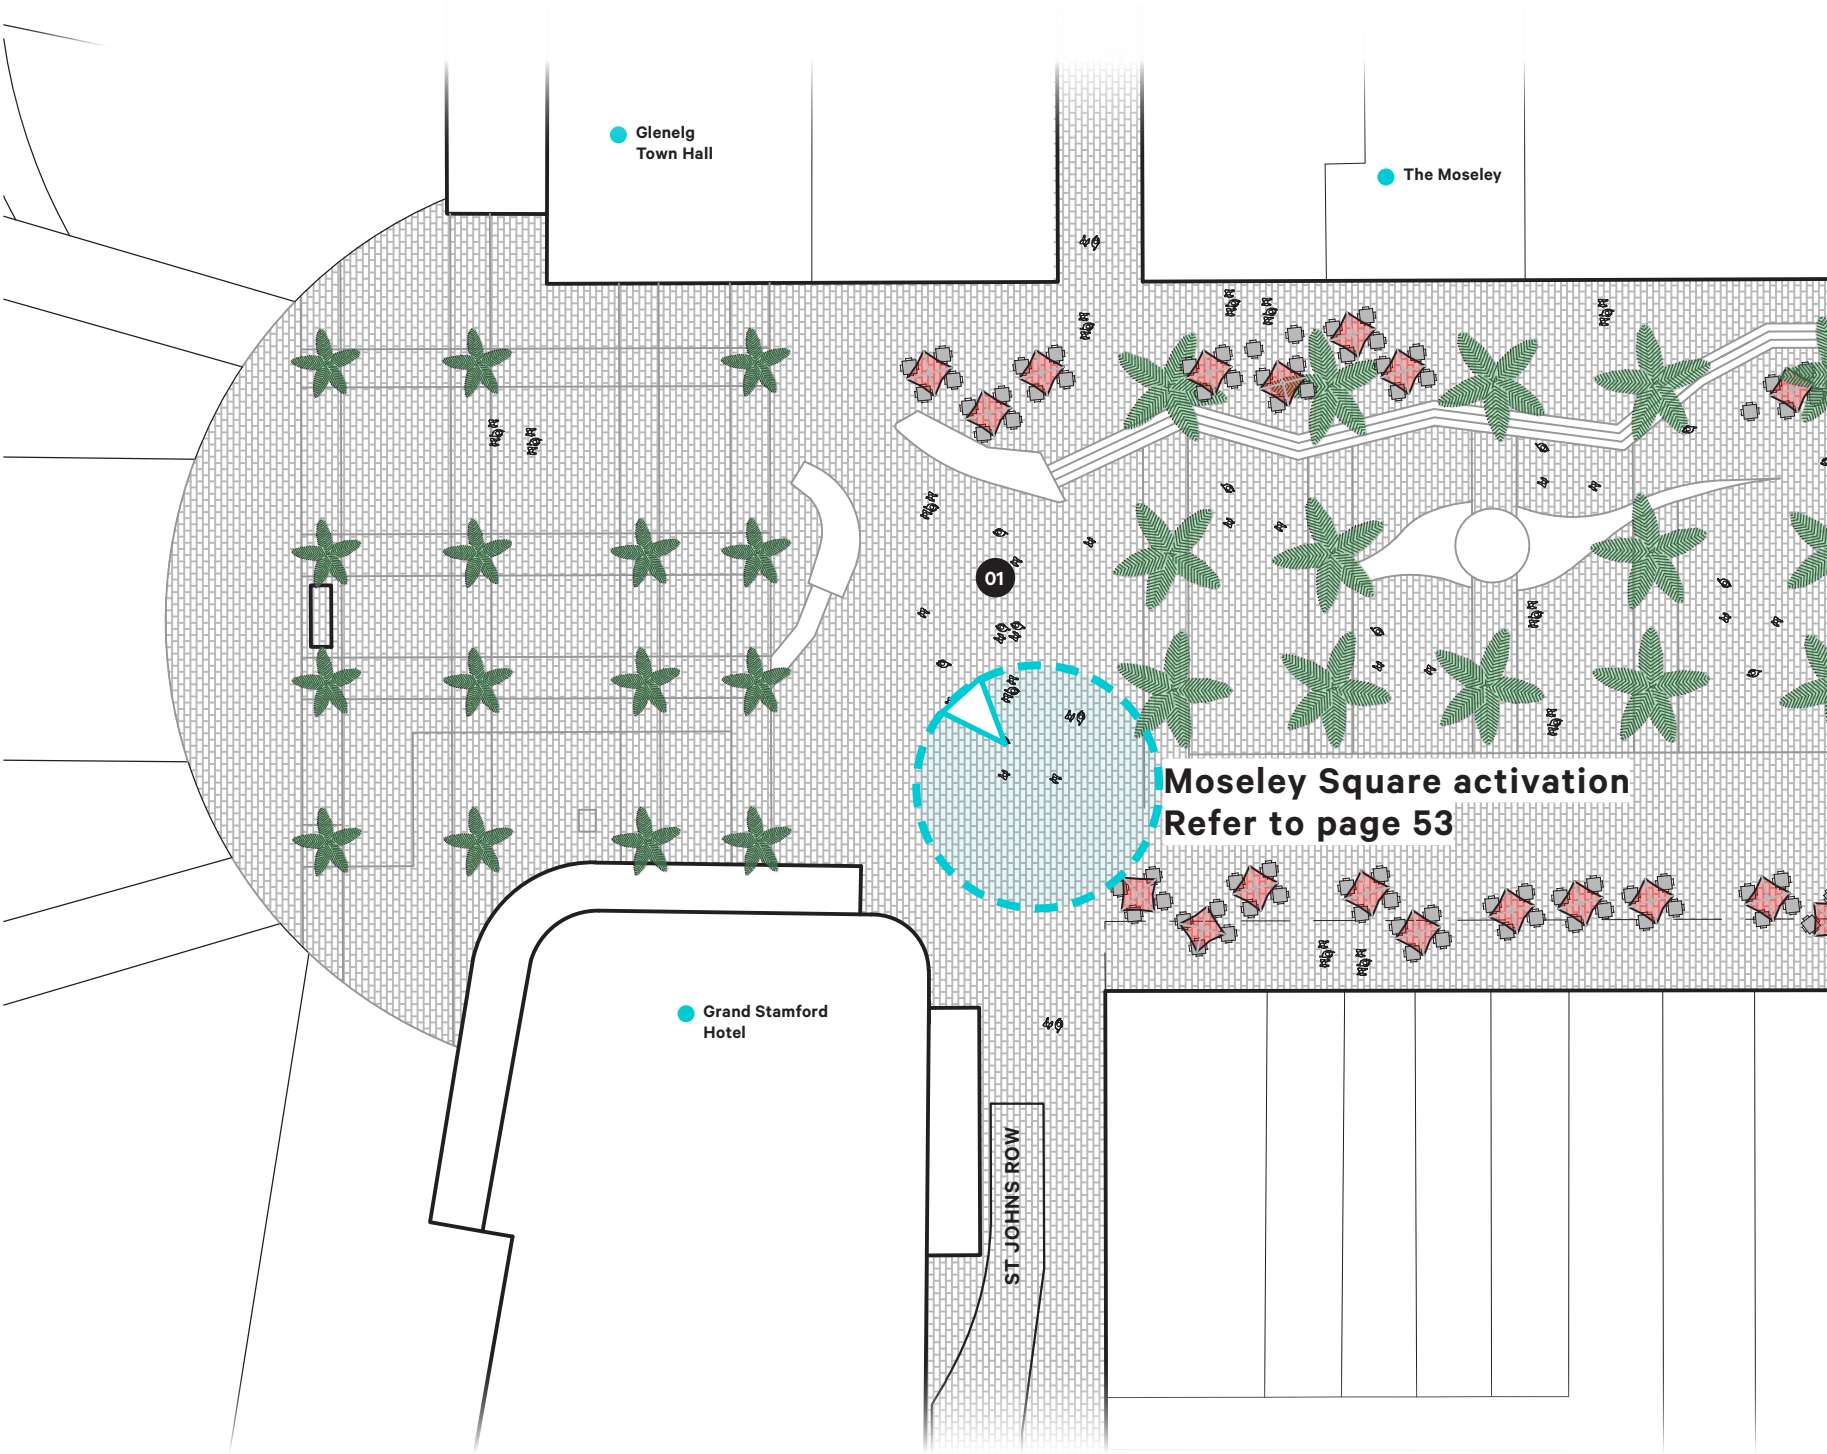 Glenelg
Town Hall
The Moseley
01
Moseley Square activation
Refer to page 53
Grand Stamford
Hotel
ST JOHNS ROW